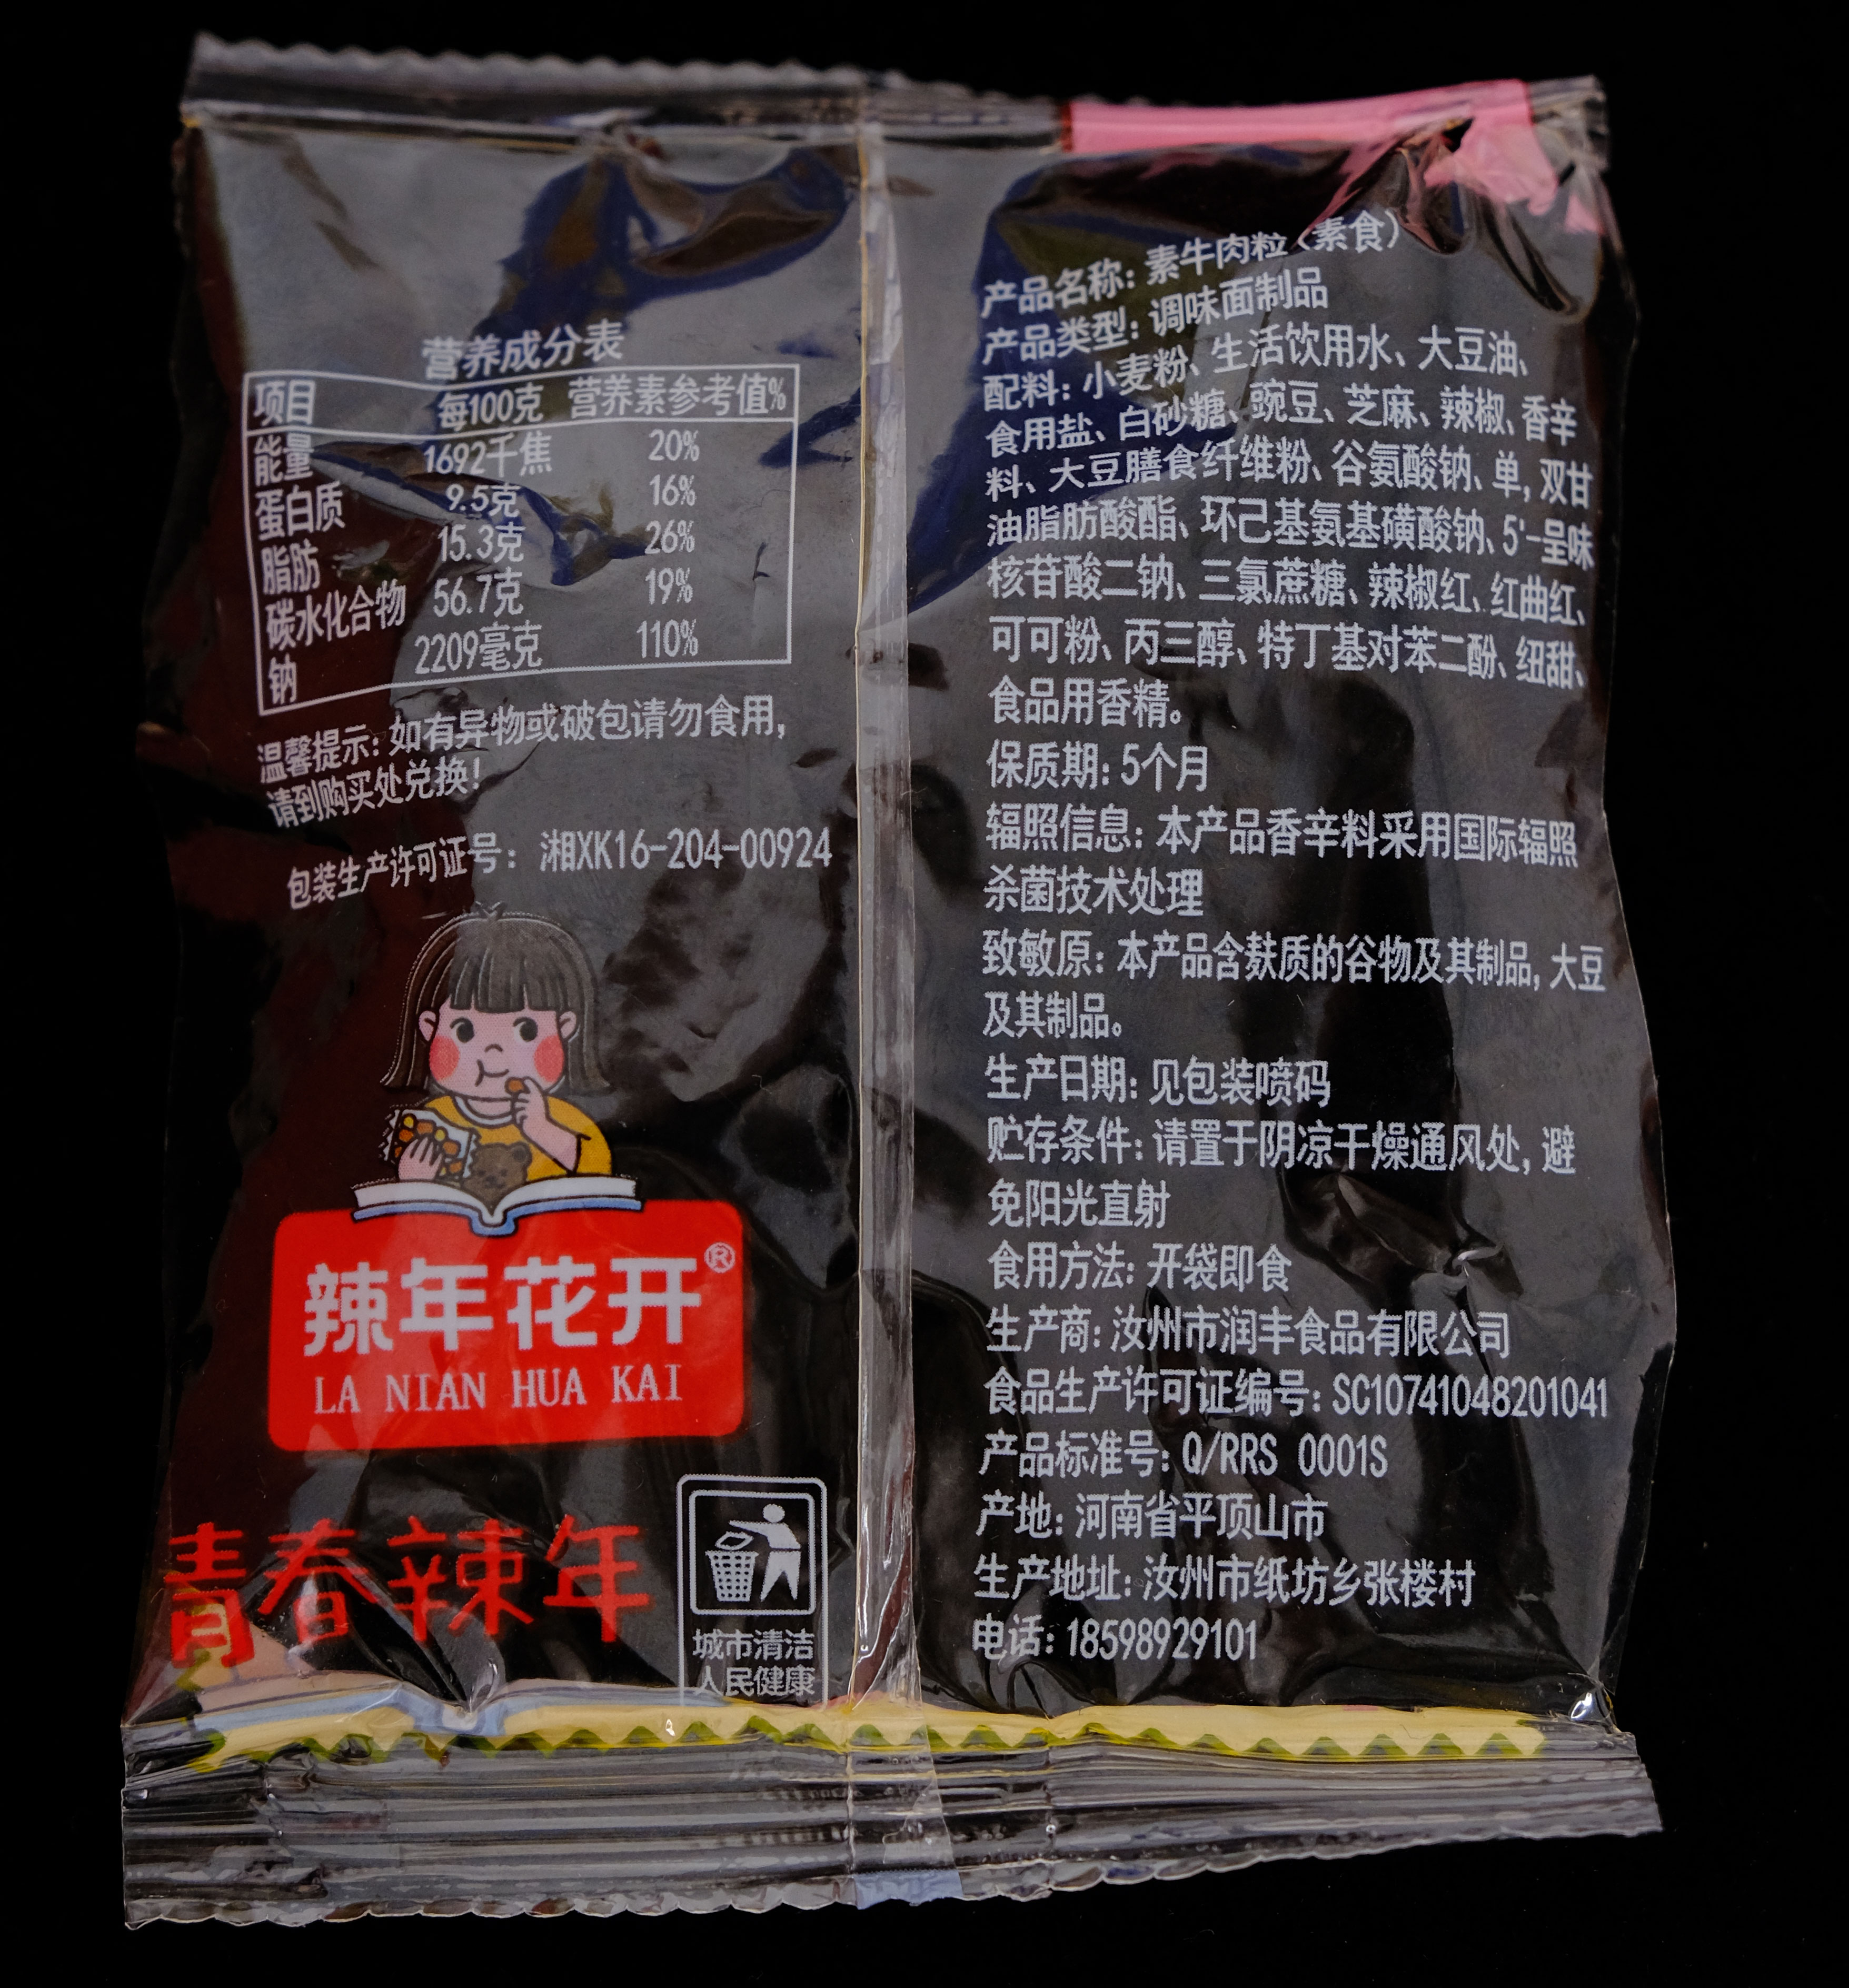 营养成分表
项目 每100克 营养素参考值%
能量 1692千焦 20%
蛋白质 9.5克 16%
脂肪 15.3克 26%
碳水化合物 56.7克 19%
钠 2209毫克 110%
温馨提示: 如有异物或破包请勿食用,
请到购买处兑换!
包装生产许可证号: 湘XK16-204-00924
辣年花开®
LA NIAN HUA KAI
青春辣年
城市清洁
人民健康
产品名称: 素牛肉粒(素食)
产品类型: 调味面制品
配料: 小麦粉、生活饮用水、大豆油、
食用盐、白砂糖、豌豆、芝麻、辣椒、香辛
料、大豆膳食纤维粉、谷氨酸钠、单,双甘
油脂肪酸酯、环己基氨基磺酸钠、5'-呈味
核苷酸二钠、三氯蔗糖、辣椒红、红曲红、
可可粉、丙三醇、特丁基对苯二酚、纽甜、
食品用香精。
保质期: 5个月
辐照信息: 本产品香辛料采用国际辐照
杀菌技术处理
致敏原: 本产品含麸质的谷物及其制品, 大豆
及其制品。
生产日期: 见包装喷码
贮存条件: 请置于阴凉干燥通风处, 避
免阳光直射
食用方法: 开袋即食
生产商: 汝州市润丰食品有限公司
食品生产许可证编号: SC10741048201041
产品标准号: Q/RRS 0001S
产地: 河南省平顶山市
生产地址: 汝州市纸坊乡张楼村
电话: 18598929101